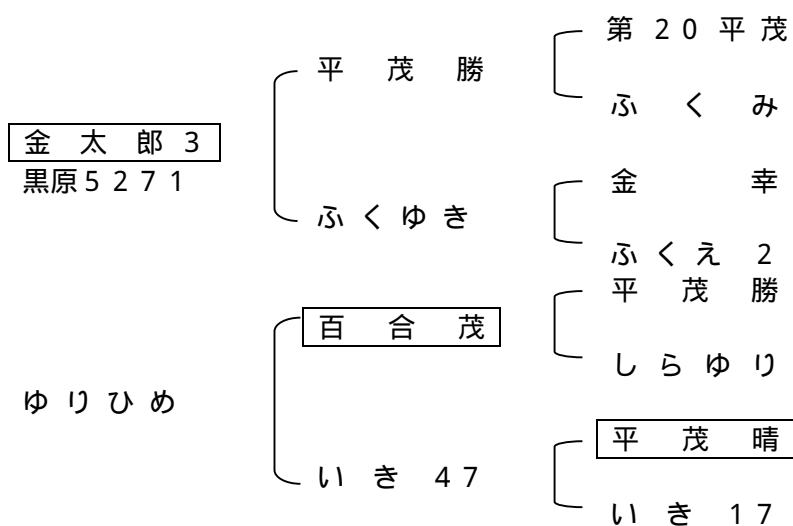 第20平茂
平茂勝
ふくみ
金太郎3
黒原5271
金幸
ふくゆき
ふくえ2
平茂勝
百合茂
しらゆり
ゆりひめ
平茂晴
いき47
いき17